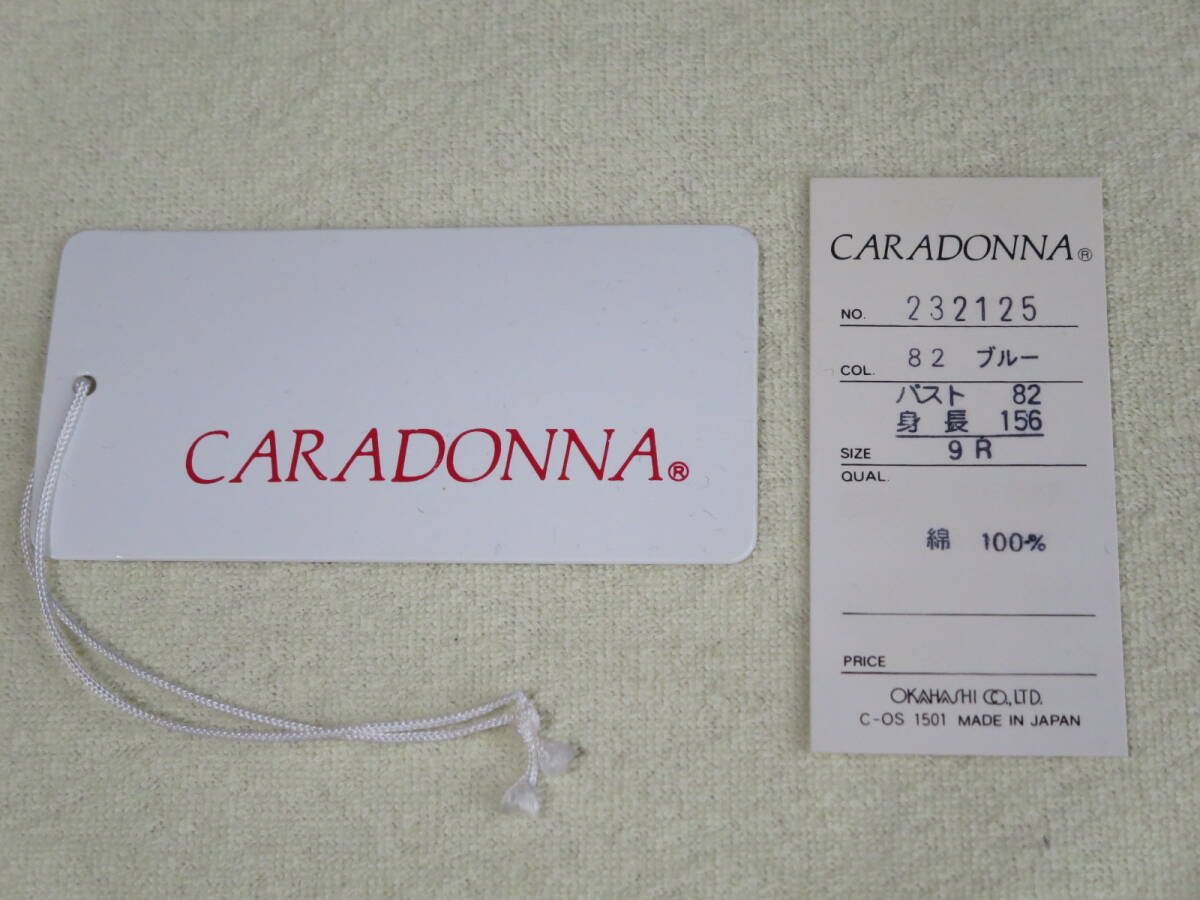 CARADONNA®
CARADONNA®
NO. 232125
COL. 82 ブルー
バスト 82
身長 156
SIZE 9R
QUAL.
綿 100%
PRICE
OKAHASHI CO.,LTD.
C-OS 1501 MADE IN JAPAN